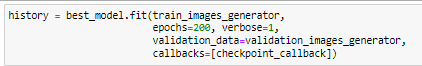 history = best_model.fit(train_images_generator,
                         epochs=200, verbose=1,
                         validation_data=validation_images_generator,
                         callbacks=[checkpoint_callback])